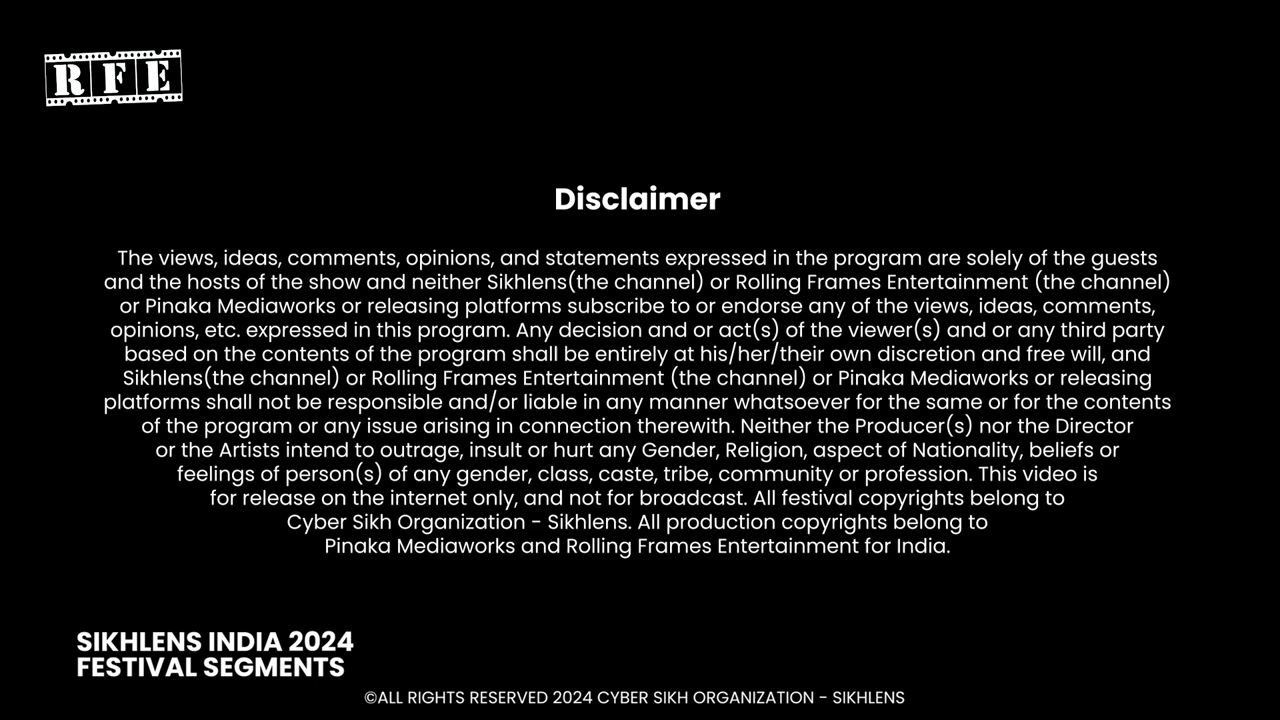 RFE
Disclaimer
The views, ideas, comments, opinions, and statements expressed in the program are solely of the guests
and the hosts of the show and neither Sikhlens(the channel) or Rolling Frames Entertainment (the channel)
or Pinaka Mediaworks or releasing platforms subscribe to or endorse any of the views, ideas, comments,
opinions, etc. expressed in this program. Any decision and or act(s) of the viewer(s) and or any third party
based on the contents of the program shall be entirely at his/her/their own discretion and free will, and
Sikhlens(the channel) or Rolling Frames Entertainment (the channel) or Pinaka Mediaworks or releasing
platforms shall not be responsible and/or liable in any manner whatsoever for the same or for the contents
of the program or any issue arising in connection therewith. Neither the Producer(s) nor the Director
or the Artists intend to outrage, insult or hurt any Gender, Religion, aspect of Nationality, beliefs or
feelings of person(s) of any gender, class, caste, tribe, community or profession. This video is
for release on the internet only, and not for broadcast. All festival copyrights belong to
Cyber Sikh Organization - Sikhlens. All production copyrights belong to
Pinaka Mediaworks and Rolling Frames Entertainment for India.
SIKHLENS INDIA 2024
FESTIVAL SEGMENTS
©ALL RIGHTS RESERVED 2024 CYBER SIKH ORGANIZATION - SIKHLENS